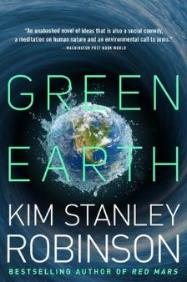 "An unabashed novel of ideas that is also a social comedy,
a meditation on human nature and an environmental call to arms."
—WASHINGTON POST BOOK WORLD
GREEN
EARTH
KIM STANLEY
ROBINSON
BESTSELLING AUTHOR OF RED MARS